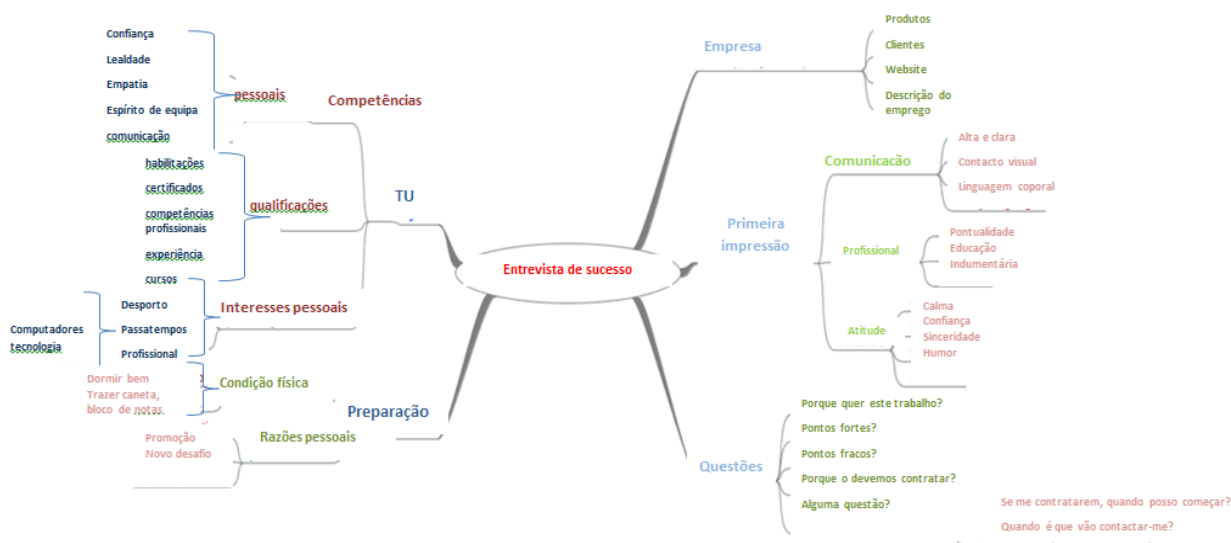 Entrevista de sucesso
TU
Competências
pessoais
Confiança
Lealdade
Empatia
Espírito de equipa
comunicação
qualificações
habilitações
certificados
competências
profissionais
experiência
cursos
Interesses pessoais
Desporto
Passatempos
Profissional
Computadores
tecnologia
Preparação
Condição física
Dormir bem
Trazer caneta,
bloco de notas
Razões pessoais
Promoção
Novo desafio
Empresa
Produtos
Clientes
Website
Descrição do
emprego
Primeira
impressão
Comunicacão
Alta e clara
Contacto visual
Linguagem coporal
Profissional
Pontualidade
Educação
Indumentária
Atitude
Calma
Confiança
Sinceridade
Humor
Questões
Porque quer este trabalho?
Pontos fortes?
Pontos fracos?
Porque o devemos contratar?
Alguma questão?
Se me contratarem, quando posso começar?
Quando é que vão contactar-me?